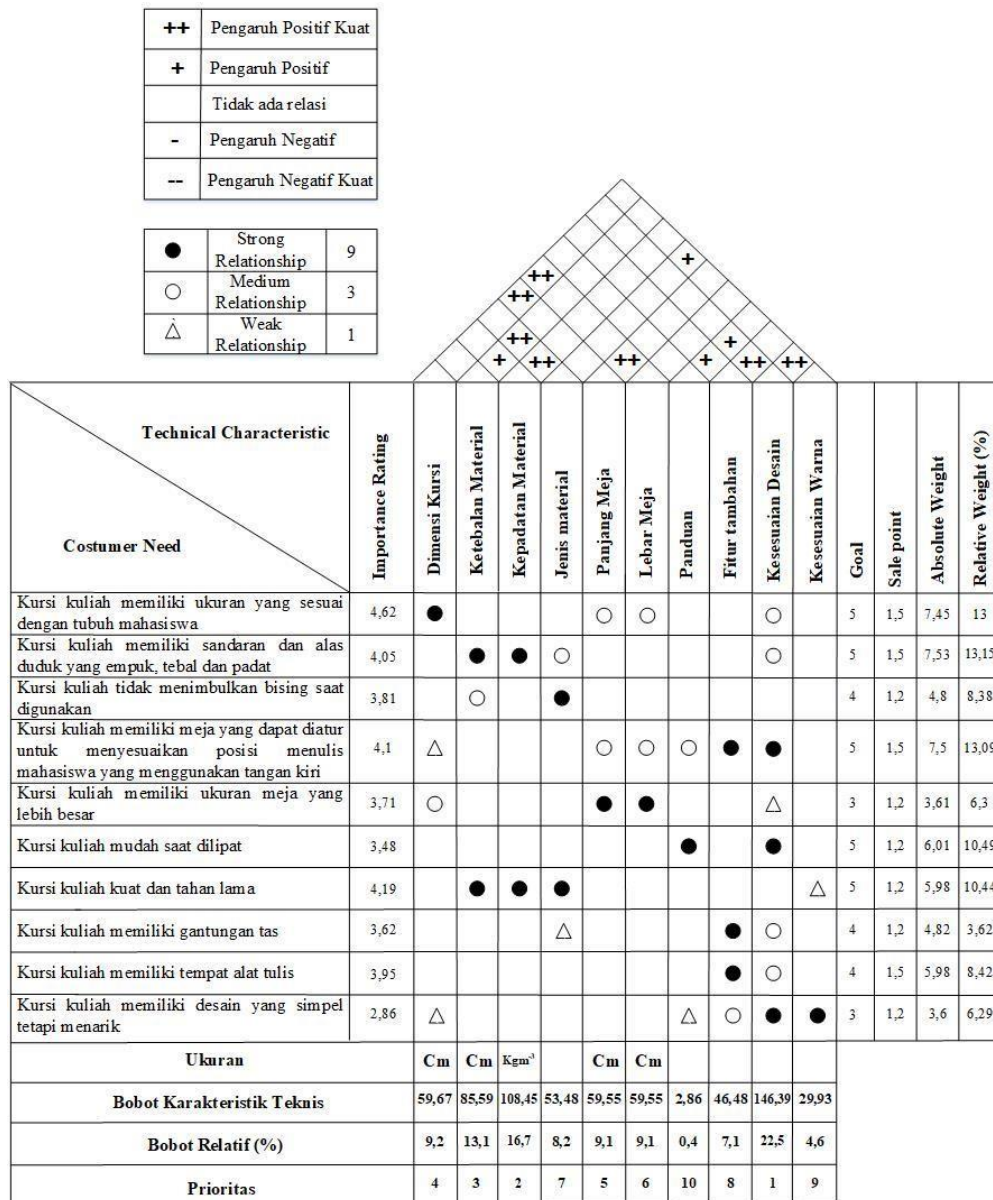 ++ Pengaruh Positif Kuat
+ Pengaruh Positif
Tidak ada relasi
- Pengaruh Negatif
-- Pengaruh Negatif Kuat
● Strong Relationship 9
○ Medium Relationship 3
△ Weak Relationship 1
+
++
++
++ +
+ ++ ++ + ++ ++
Technical Characteristic
Costumer Need
Importance Rating
Dimensi Kursi
Ketebalan Material
Kepadatan Material
Jenis material
Panjang Meja
Lebar Meja
Panduan
Fitur tambahan
Kesesuaian Desain
Kesesuaian Warna
Goal
Sale point
Absolute Weight
Relative Weight (%)
Kursi kuliah memiliki ukuran yang sesuai
dengan tubuh mahasiswa
4,62 ● ○ ○ ○ 5 1,5 7,45 13
Kursi kuliah memiliki sandaran dan alas
duduk yang empuk, tebal dan padat
4,05 ● ● ○ ○ 5 1,5 7,53 13,15
Kursi kuliah tidak menimbulkan bising saat
digunakan
3,81 ○ ● 4 1,2 4,8 8,38
Kursi kuliah memiliki meja yang dapat diatur
untuk menyesuaikan posisi menulis
mahasiswa yang menggunakan tangan kiri
4,1 △ ○ ○ ○ ● ● 5 1,5 7,5 13,09
Kursi kuliah memiliki ukuran meja yang
lebih besar
3,71 ○ ● ● △ 3 1,2 3,61 6,3
Kursi kuliah mudah saat dilipat 3,48 ● ● 5 1,2 6,01 10,49
Kursi kuliah kuat dan tahan lama 4,19 ● ● ● △ 5 1,2 5,98 10,44
Kursi kuliah memiliki gantungan tas 3,62 △ ● ○ 4 1,2 4,82 3,62
Kursi kuliah memiliki tempat alat tulis 3,95 ● ○ 4 1,5 5,98 8,42
Kursi kuliah memiliki desain yang simpel
tetapi menarik
2,86 △ △ ○ ● ● 3 1,2 3,6 6,29
Ukuran Cm Cm Kgm⁻³ Cm Cm
Bobot Karakteristik Teknis 59,67 85,59 108,45 53,48 59,55 59,55 2,86 46,48 146,39 29,93
Bobot Relatif (%) 9,2 13,1 16,7 8,2 9,1 9,1 0,4 7,1 22,5 4,6
Prioritas 4 3 2 7 5 6 10 8 1 9